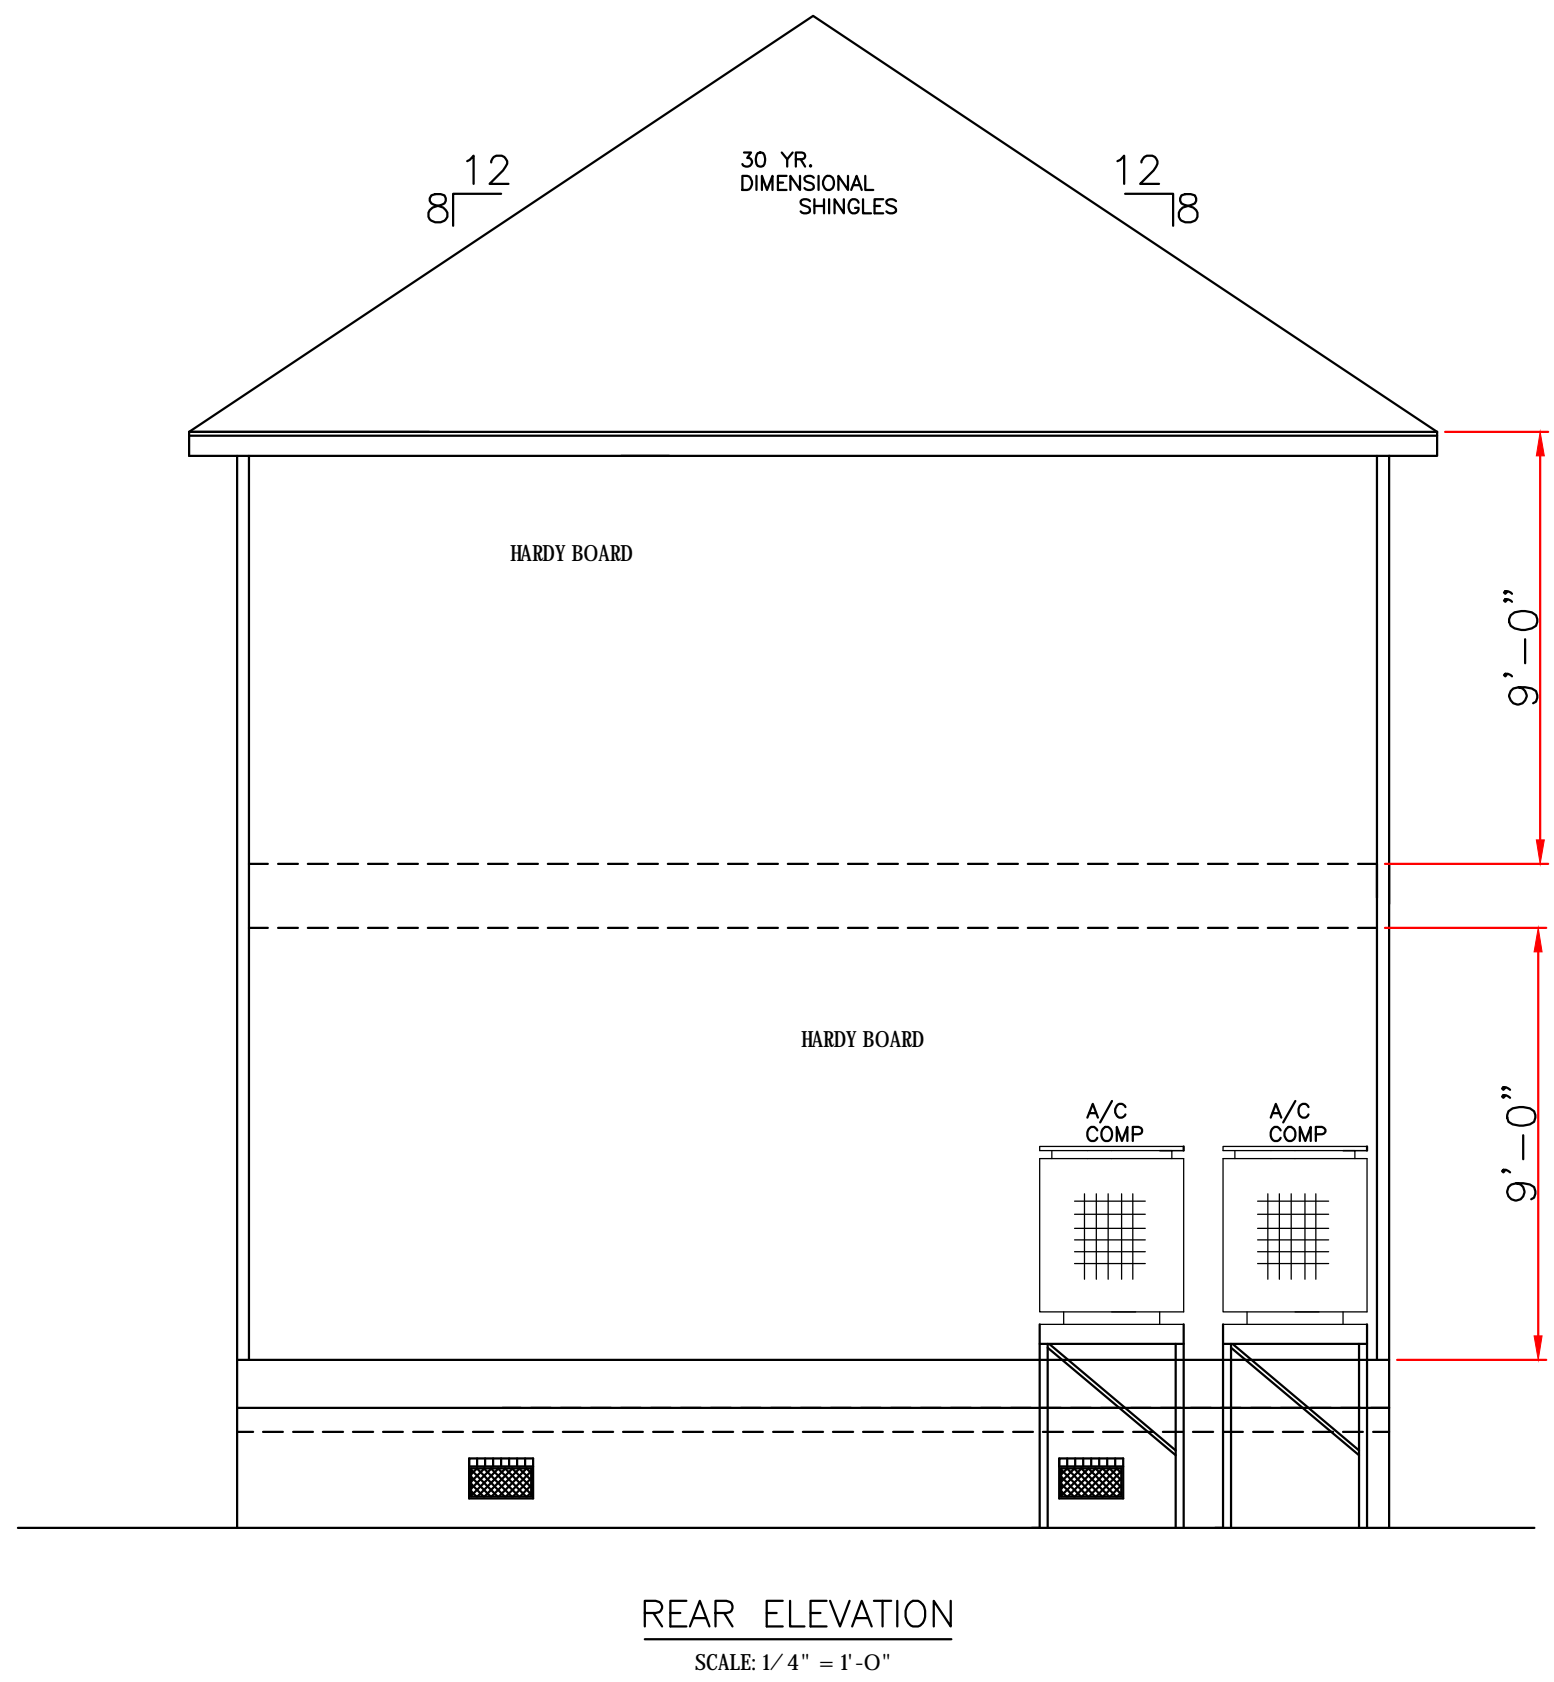 12
8
30 YR.
DIMENSIONAL
SHINGLES
12
8
HARDY BOARD
9'-0"
HARDY BOARD
9'-0"
A/C
COMP
A/C
COMP
REAR ELEVATION
SCALE: 1/4" = 1'-0"